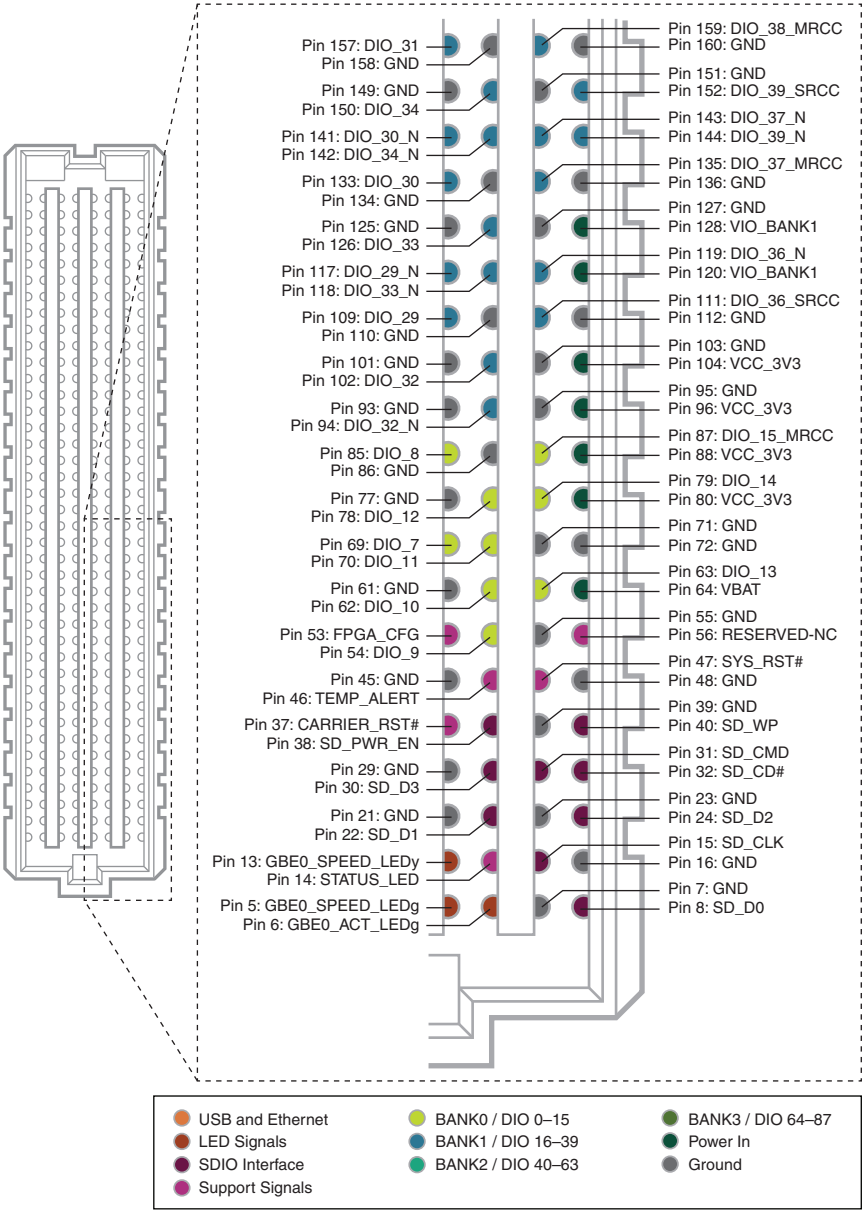 Pin 157: DIO_31
Pin 158: GND
Pin 149: GND
Pin 150: DIO_34
Pin 141: DIO_30_N
Pin 142: DIO_34_N
Pin 133: DIO_30
Pin 134: GND
Pin 125: GND
Pin 126: DIO_33
Pin 117: DIO_29_N
Pin 118: DIO_33_N
Pin 109: DIO_29
Pin 110: GND
Pin 101: GND
Pin 102: DIO_32
Pin 93: GND
Pin 94: DIO_32_N
Pin 85: DIO_8
Pin 86: GND
Pin 77: GND
Pin 78: DIO_12
Pin 69: DIO_7
Pin 70: DIO_11
Pin 61: GND
Pin 62: DIO_10
Pin 53: FPGA_CFG
Pin 54: DIO_9
Pin 45: GND
Pin 46: TEMP_ALERT
Pin 37: CARRIER_RST#
Pin 38: SD_PWR_EN
Pin 29: GND
Pin 30: SD_D3
Pin 21: GND
Pin 22: SD_D1
Pin 13: GBE0_SPEED_LEDy
Pin 14: STATUS_LED
Pin 5: GBE0_SPEED_LEDg
Pin 6: GBE0_ACT_LEDg
Pin 159: DIO_38_MRCC
Pin 160: GND
Pin 151: GND
Pin 152: DIO_39_SRCC
Pin 143: DIO_37_N
Pin 144: DIO_39_N
Pin 135: DIO_37_MRCC
Pin 136: GND
Pin 127: GND
Pin 128: VIO_BANK1
Pin 119: DIO_36_N
Pin 120: VIO_BANK1
Pin 111: DIO_36_SRCC
Pin 112: GND
Pin 103: GND
Pin 104: VCC_3V3
Pin 95: GND
Pin 96: VCC_3V3
Pin 87: DIO_15_MRCC
Pin 88: VCC_3V3
Pin 79: DIO_14
Pin 80: VCC_3V3
Pin 71: GND
Pin 72: GND
Pin 63: DIO_13
Pin 64: VBAT
Pin 55: GND
Pin 56: RESERVED-NC
Pin 47: SYS_RST#
Pin 48: GND
Pin 39: GND
Pin 40: SD_WP
Pin 31: SD_CMD
Pin 32: SD_CD#
Pin 23: GND
Pin 24: SD_D2
Pin 15: SD_CLK
Pin 16: GND
Pin 7: GND
Pin 8: SD_D0
USB and Ethernet
LED Signals
SDIO Interface
Support Signals
BANK0 / DIO 0–15
BANK1 / DIO 16–39
BANK2 / DIO 40–63
BANK3 / DIO 64–87
Power In
Ground